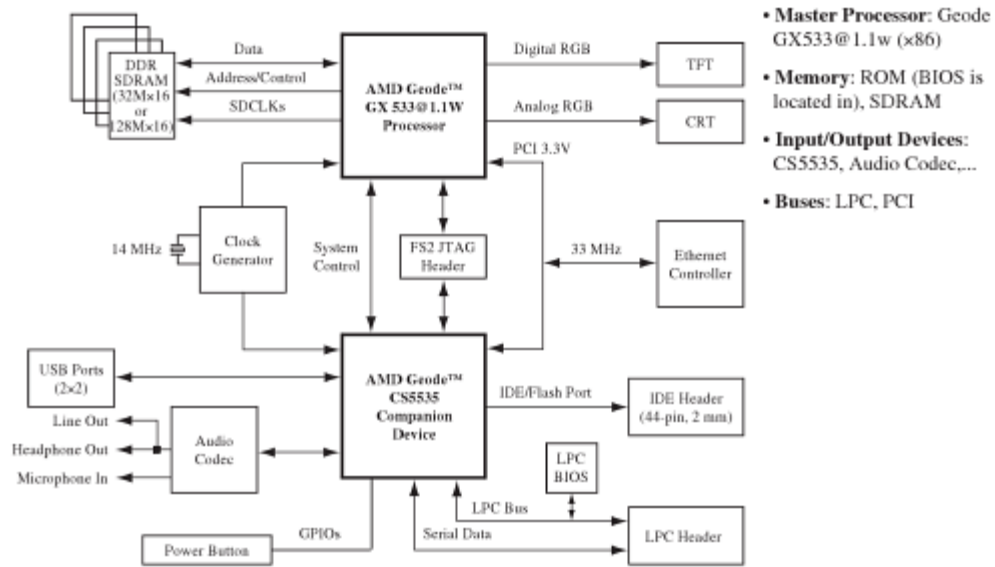 DDR
SDRAM
(32M×16
or
128M×16)
Data
Address/Control
SDCLKs
AMD Geode™
GX 533@1.1W
Processor
Digital RGB
TFT
Analog RGB
CRT
PCI 3.3V
14 MHz
Clock
Generator
System
Control
FS2 JTAG
Header
33 MHz
Ethernet
Controller
USB Ports
(2×2)
AMD Geode™
CS5535
Companion
Device
IDE/Flash Port
IDE Header
(44-pin, 2 mm)
Line Out
Headphone Out
Microphone In
Audio
Codec
LPC
BIOS
LPC Bus
Serial Data
LPC Header
GPIOs
Power Button
• Master Processor: Geode
GX533@1.1w (×86)
• Memory: ROM (BIOS is
located in), SDRAM
• Input/Output Devices:
CS5535, Audio Codec,...
• Buses: LPC, PCI